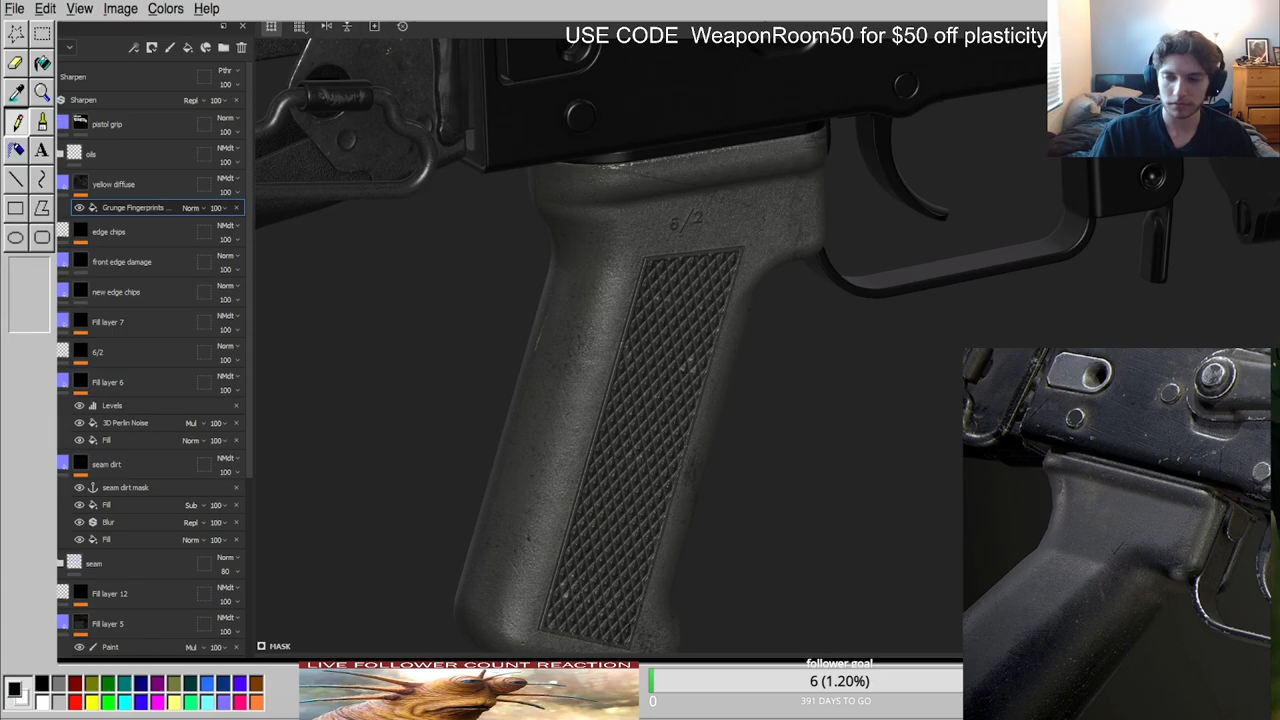 File Edit View Image Colors Help
USE CODE WeaponRoom50 for $50 off plasticity
Sharpen Pthr 100
Sharpen Repl 100
pistol grip Norm 100
oils NMdt 100
yellow diffuse NMdt 100
Grunge Fingerprints ... Norm 100
edge chips NMdt 100
front edge damage NMdt 100
new edge chips NMdt 100
Fill layer 7 NMdt 100
6/2 NMdt 100
Fill layer 6 NMdt 100
Levels
3D Perlin Noise Mul 100
Fill Norm 100
seam dirt NMdt 100
seam dirt mask
Fill Sub 100
Blur Repl 100
Fill Norm 100
seam Norm 80
Fill layer 12 NMdt 100
Fill layer 5 NMdt 100
Paint Mul 100
6/2
MASK
LIVE FOLLOWER COUNT REACTION
follower goal
6 (1.20%)
0
391 DAYS TO GO